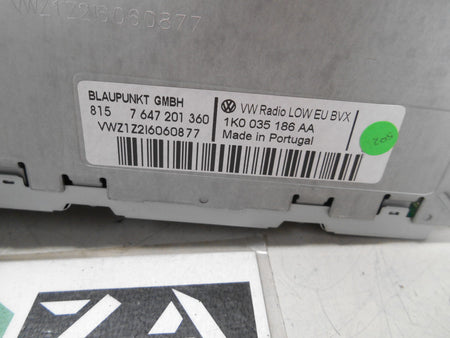 VWZ1Z2I6060877
BLAUPUNKT GMBH
815 7 647 201 360
VWZ1Z2I6060877
VW Radio LOW EU BVX
1K0 035 186 AA
Made in Portugal
ZA